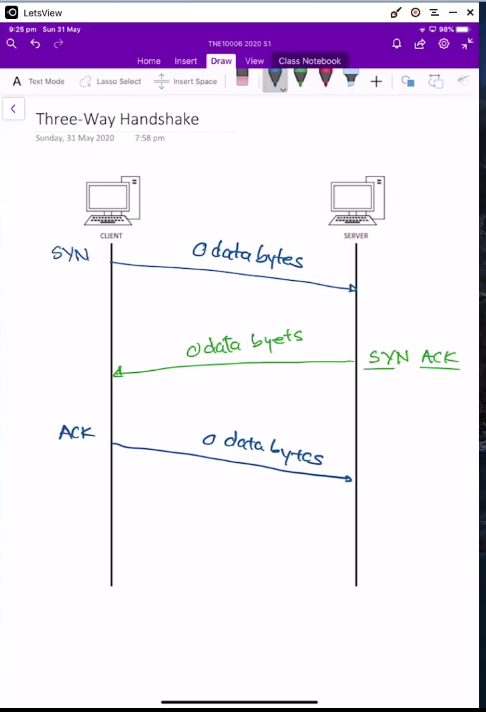 LetsView
9:25 pm Sun 31 May
98%
TNE10006 2020 S1
Home Insert Draw View Class Notebook
A Text Mode Lasso Select Insert Space
Three-Way Handshake
Sunday, 31 May 2020 7:58 pm
CLIENT SERVER
SYN 0 data bytes
0 data byets SYN ACK
ACK 0 data bytes